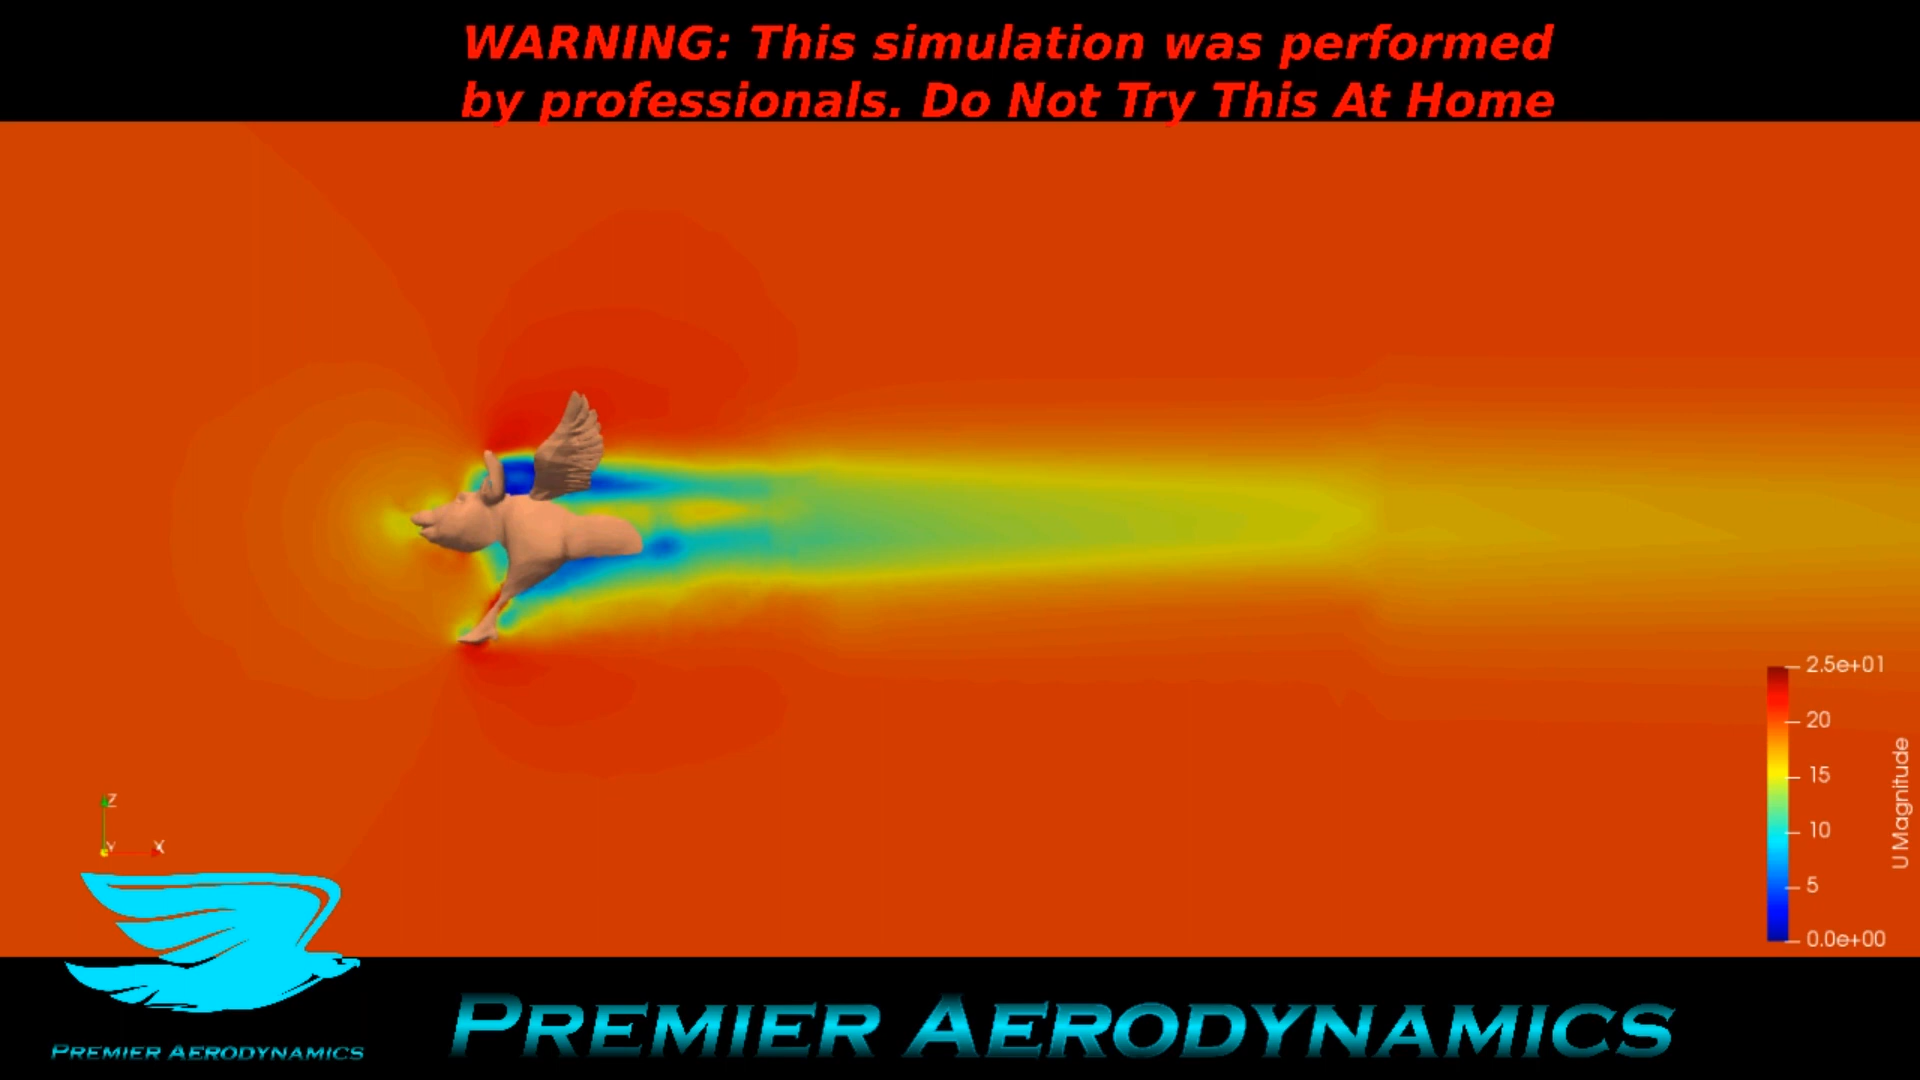 WARNING: This simulation was performed
by professionals. Do Not Try This At Home
2.5e+01
20
15
10
5
0.0e+00
U Magnitude
Z
Y
X
PREMIER AERODYNAMICS
PREMIER AERODYNAMICS